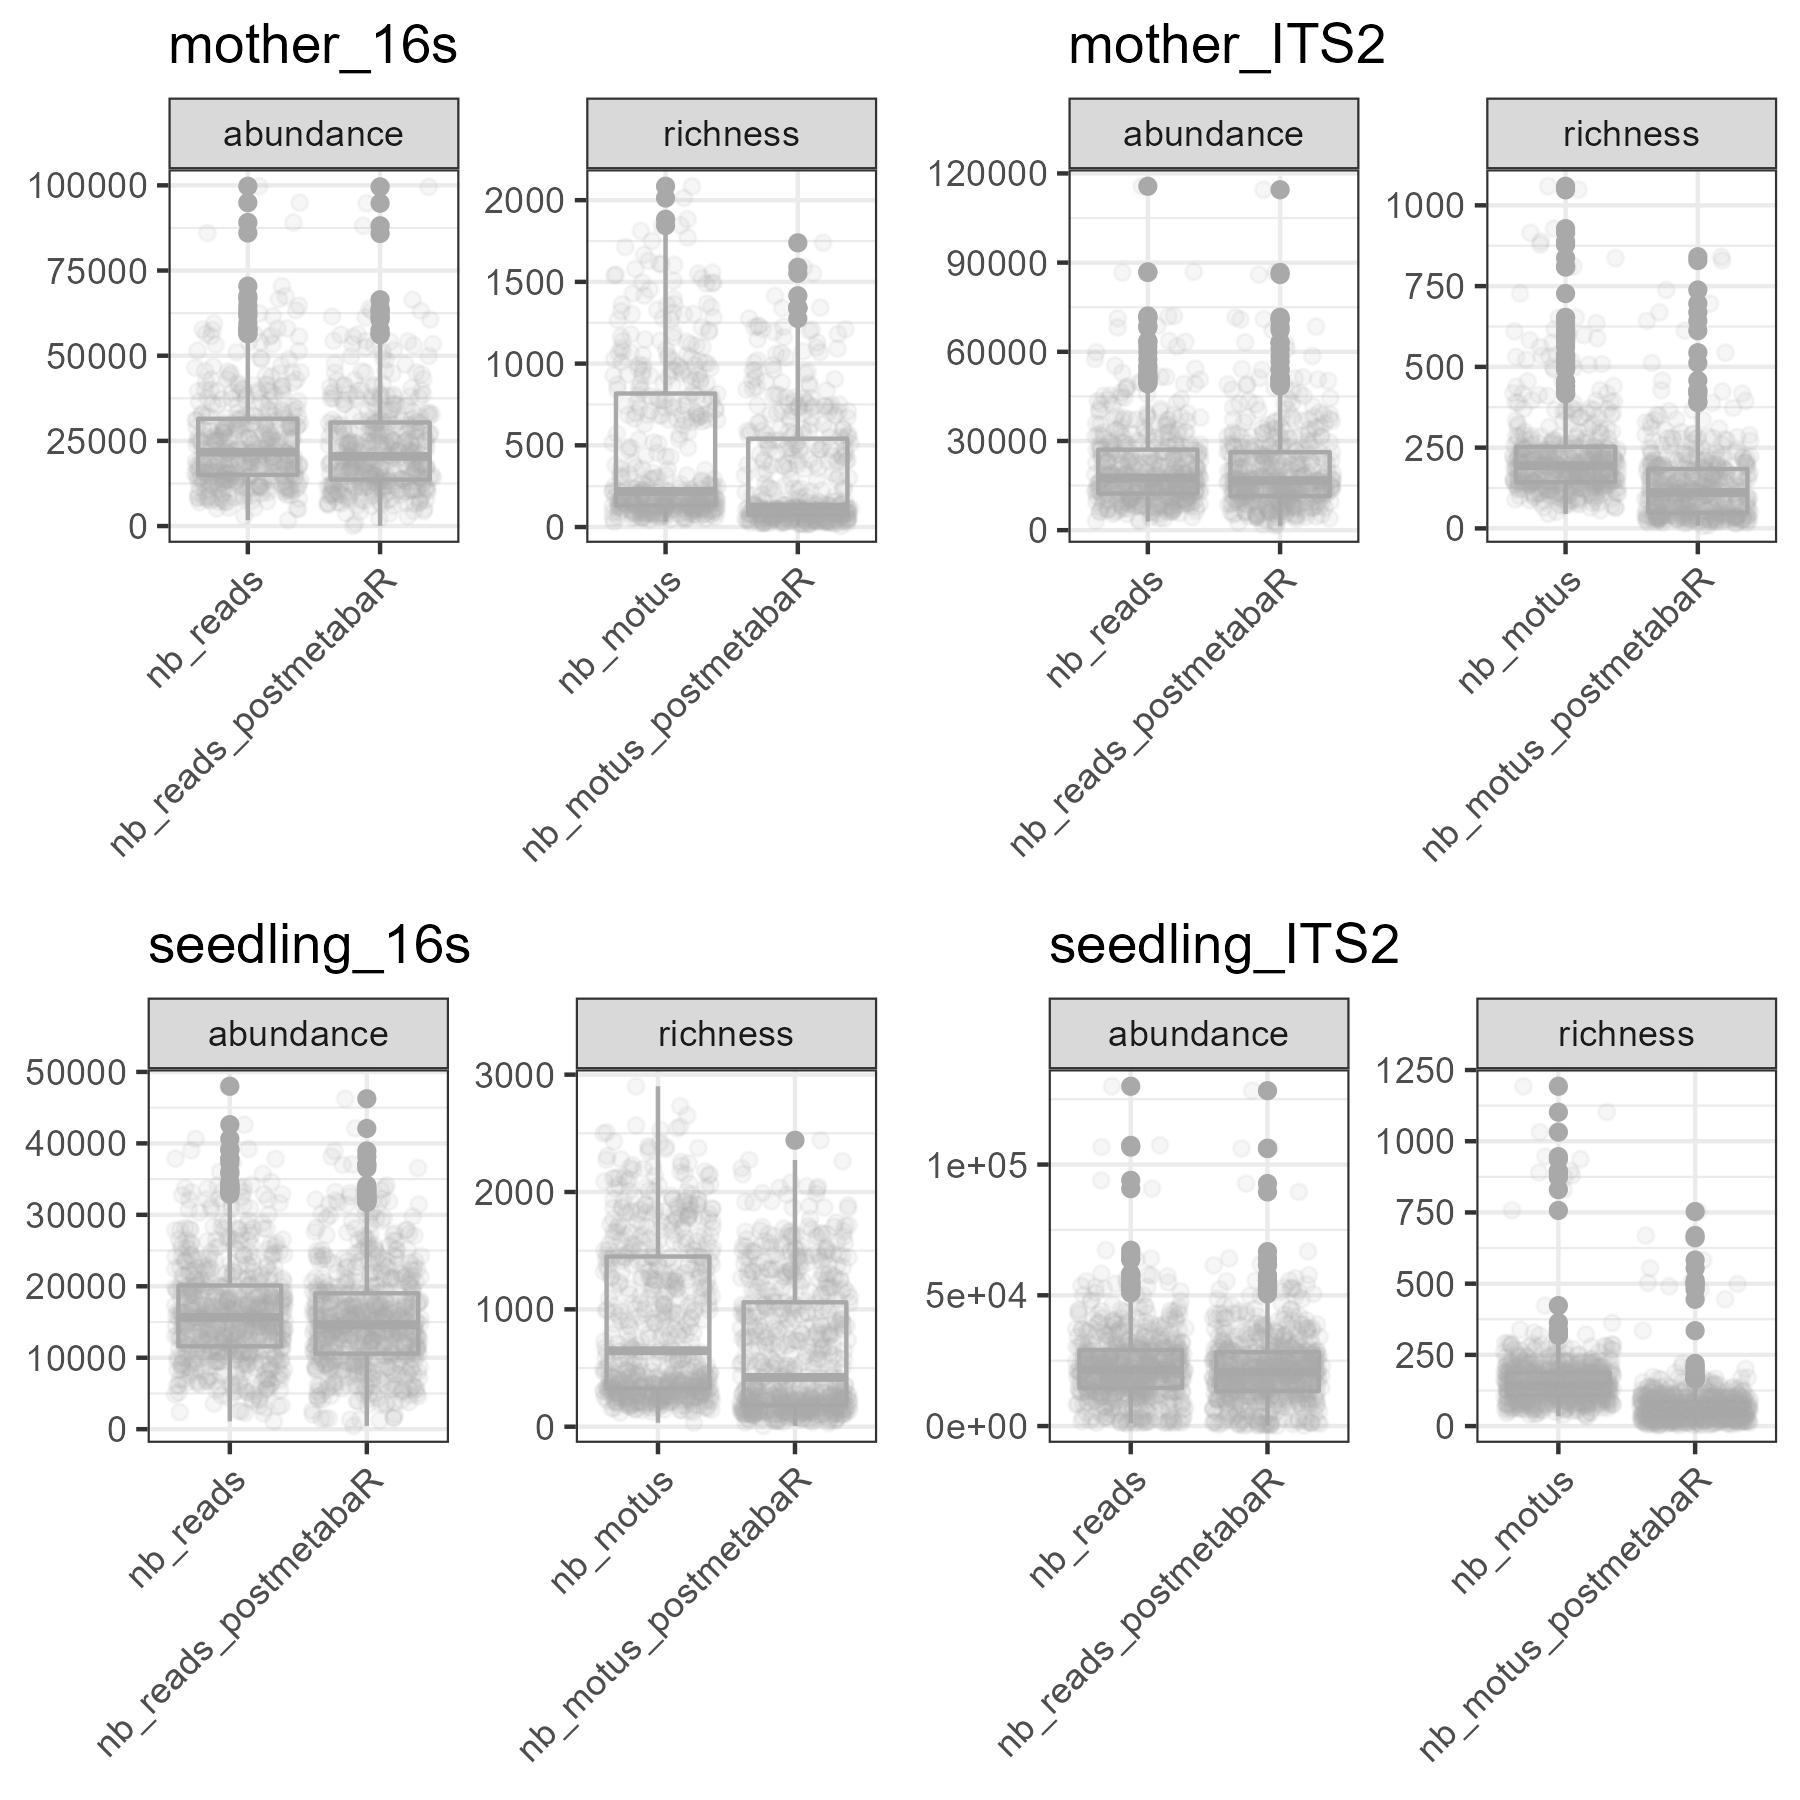 mother_16s
abundance
richness
100000
75000
50000
25000
0
2000
1500
1000
500
0
nb_reads
nb_reads_postmetabaR
nb_motus
nb_motus_postmetabaR
mother_ITS2
abundance
richness
120000
90000
60000
30000
0
1000
750
500
250
0
nb_reads
nb_reads_postmetabaR
nb_motus
nb_motus_postmetabaR
seedling_16s
abundance
richness
50000
40000
30000
20000
10000
0
3000
2000
1000
0
nb_reads
nb_reads_postmetabaR
nb_motus
nb_motus_postmetabaR
seedling_ITS2
abundance
richness
1e+05
5e+04
0e+00
1250
1000
750
500
250
0
nb_reads
nb_reads_postmetabaR
nb_motus
nb_motus_postmetabaR